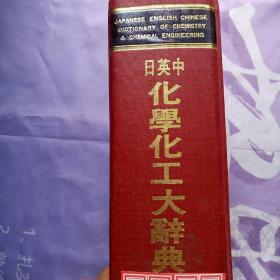 JAPANESE ENGLISH CHINESE
DICTIONARY OF CHEMISTRY
& CHEMICAL ENGINEERING
日英中
化學化工大辭典